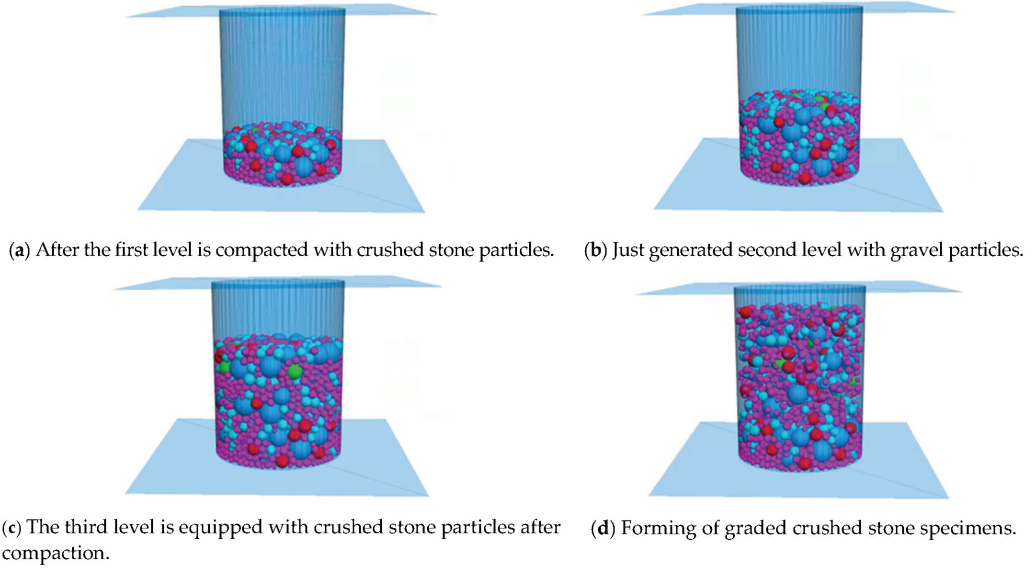 (a) After the first level is compacted with crushed stone particles.
(b) Just generated second level with gravel particles.
(c) The third level is equipped with crushed stone particles after
compaction.
(d) Forming of graded crushed stone specimens.